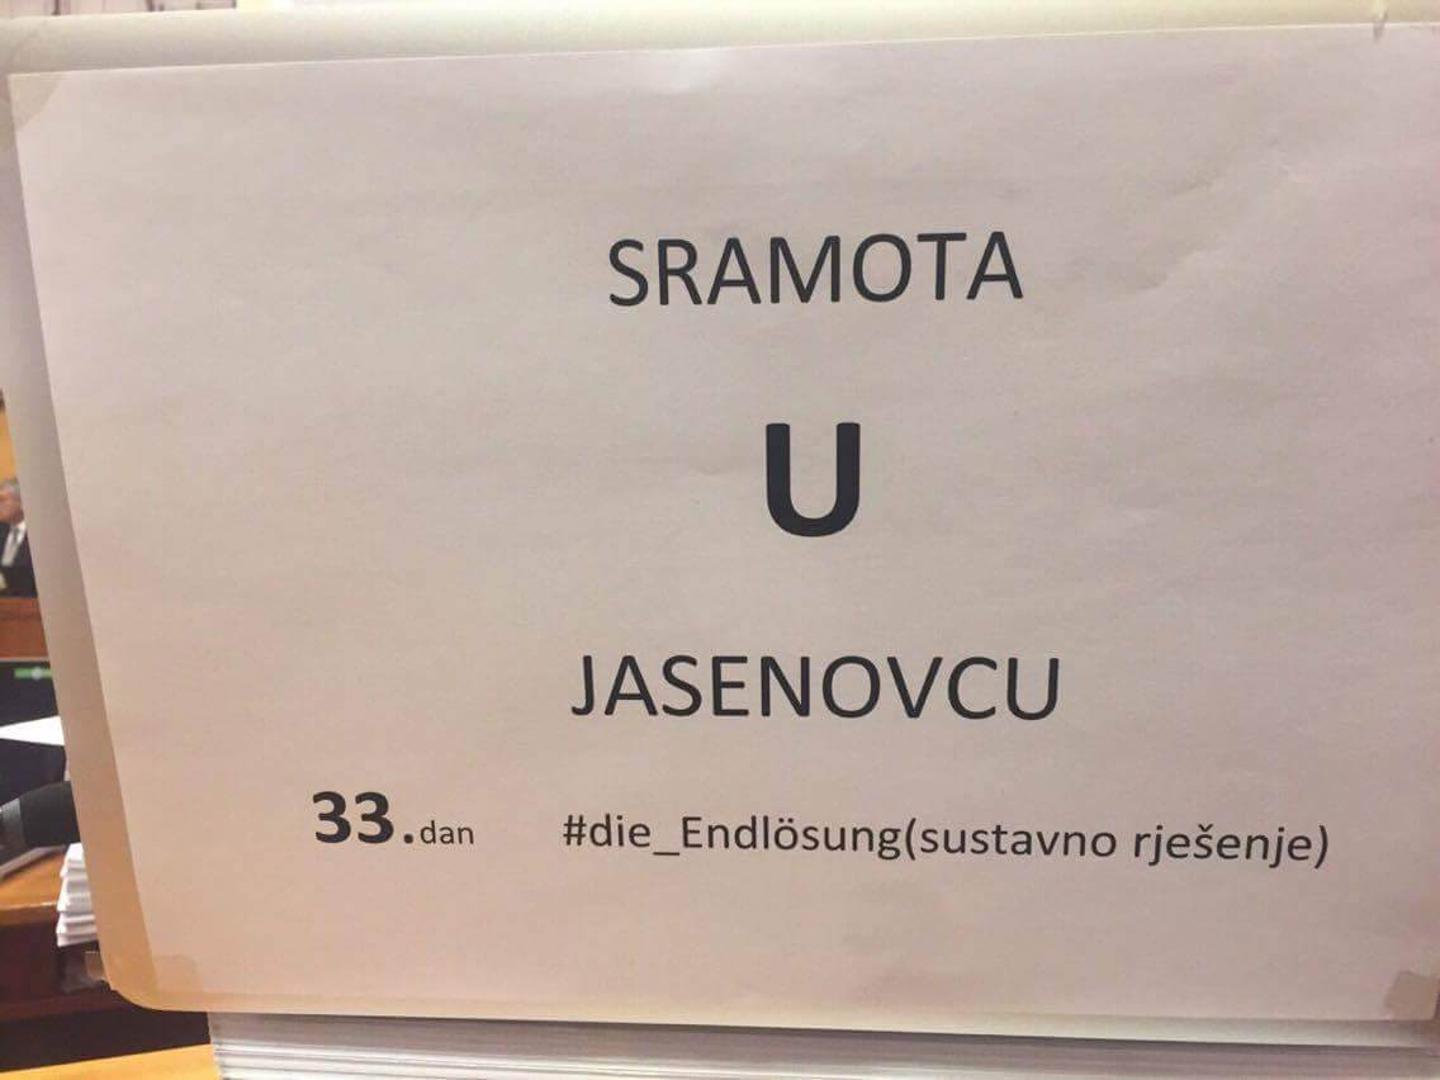 SRAMOTA
U
JASENOVCU
33.dan #die_Endlösung(sustavno rješenje)